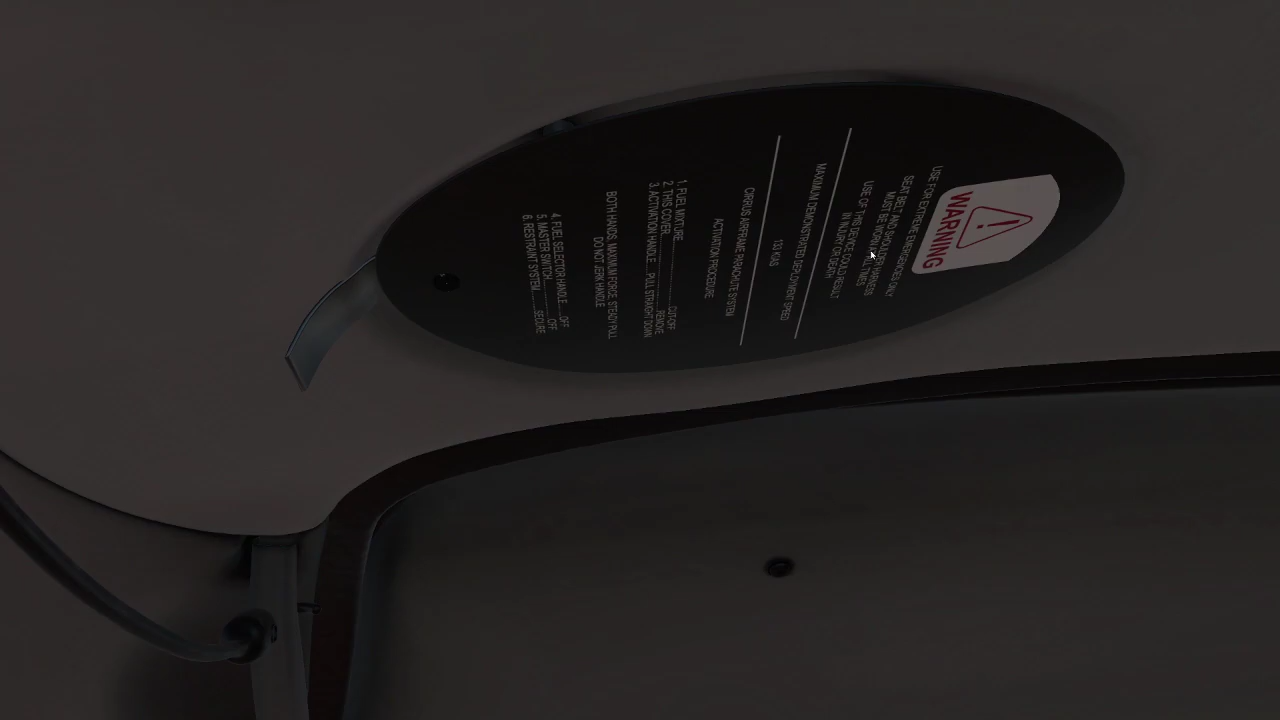 WARNING
USE FOR EXTREME EMERGENCIES ONLY
SEAT BELT AND SHOULDER HARNESS
MUST BE WORN AT ALL TIMES
USE OF THIS DEVICE COULD RESULT
IN INJURY OR DEATH
MAXIMUM DEMONSTRATED DEPLOYMENT SPEED
133 KIAS
CIRRUS AIRFRAME PARACHUTE SYSTEM
ACTIVATION PROCEDURE
1. FUEL MIXTURE..................CUT-OFF
2. THIS COVER......................REMOVE
3. ACTIVATION HANDLE....PULL STRAIGHT DOWN
BOTH HANDS, MAXIMUM FORCE, STEADY PULL
DO NOT JERK HANDLE
4. FUEL SELECTOR HANDLE....OFF
5. MASTER SWITCH..............OFF
6. RESTRAINT SYSTEM........SECURE